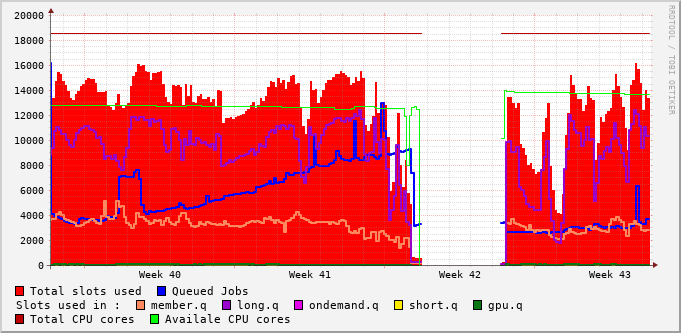 20000
18000
16000
14000
12000
10000
8000
6000
4000
2000
0
Week 40 Week 41 Week 42 Week 43
Total slots used Queued Jobs
Slots used in : member.q long.q ondemand.q short.q gpu.q
Total CPU cores Availale CPU cores
RRDTOOL / TOBI OETIKER